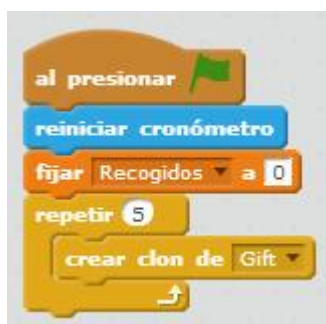 al presionar
reiniciar cronómetro
fijar Recogidos a 0
repetir 5
crear clon de Gift